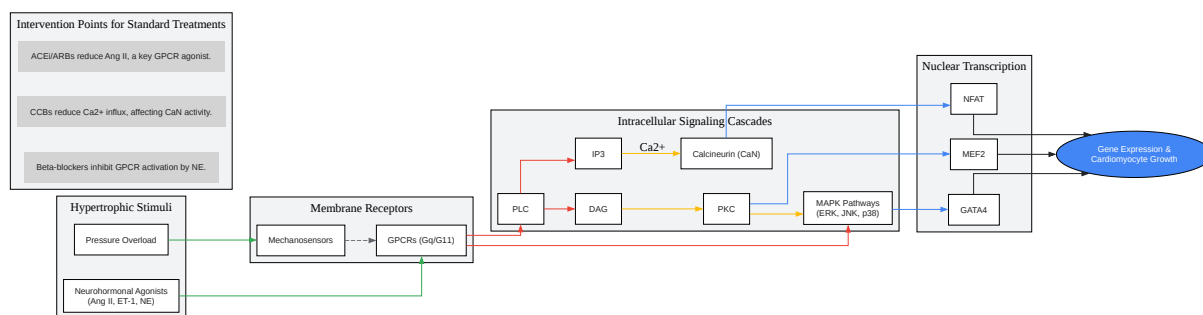 Intervention Points for Standard Treatments
ACEi/ARBs reduce Ang II, a key GPCR agonist.
CCBs reduce Ca2+ influx, affecting CaN activity.
Beta-blockers inhibit GPCR activation by NE.
Hypertrophic Stimuli
Pressure Overload
Neurohormonal Agonists
(Ang II, ET-1, NE)
Membrane Receptors
Mechanosensors
GPCRs (Gq/G11)
Intracellular Signaling Cascades
IP3
Ca2+
Calcineurin (CaN)
PLC
DAG
PKC
MAPK Pathways
(ERK, JNK, p38)
Nuclear Transcription
NFAT
MEF2
GATA4
Gene Expression &
Cardiomyocyte Growth